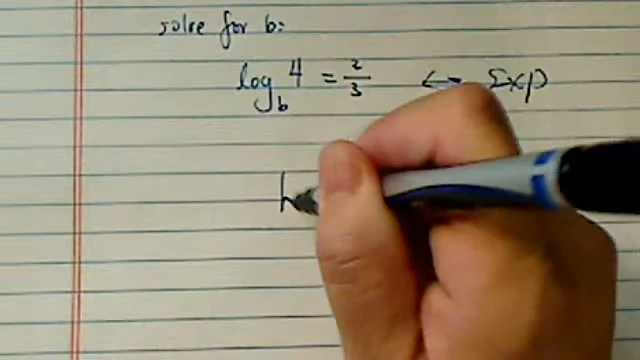 solve for b:
log_b 4 = 2/3 ↔ Exp
b